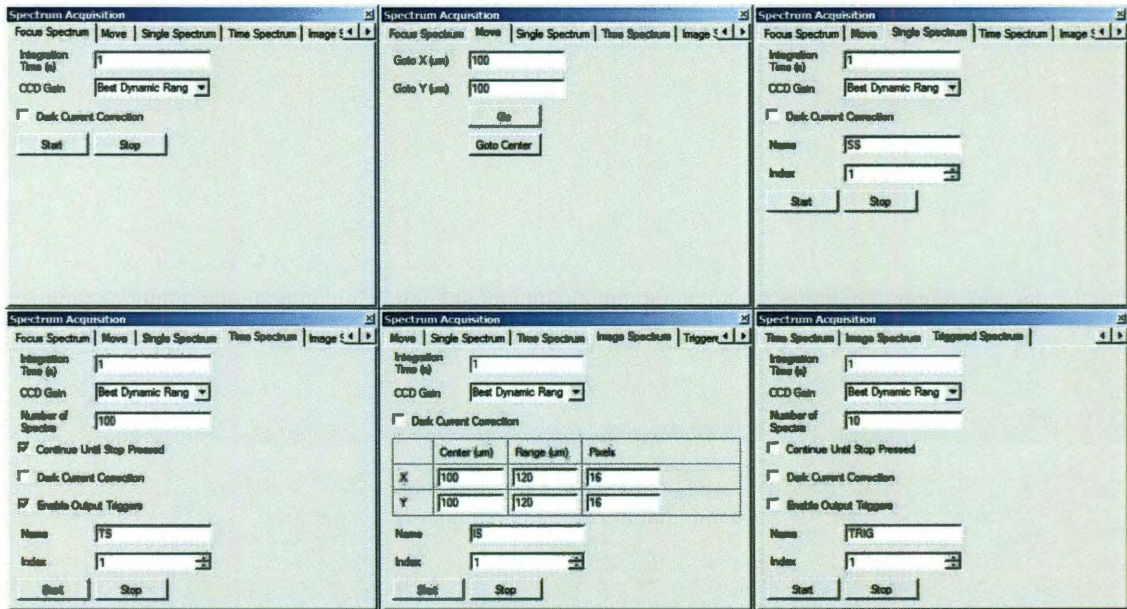 Spectrum Acquisition
Focus Spectrum Move Single Spectrum Time Spectrum Image S
Integration Time (s) 1
CCD Gain Best Dynamic Rang
Dark Current Correction
Start Stop
Spectrum Acquisition
Focus Spectrum Move Single Spectrum Time Spectrum Image S
Goto X (um) 100
Goto Y (um) 100
Go
Goto Center
Spectrum Acquisition
Focus Spectrum Move Single Spectrum Time Spectrum Image S
Integration Time (s) 1
CCD Gain Best Dynamic Rang
Dark Current Correction
Name SS
Index 1
Start Stop
Spectrum Acquisition
Focus Spectrum Move Single Spectrum Time Spectrum Image S
Integration Time (s) 1
CCD Gain Best Dynamic Rang
Number of Spectra 100
Continue Until Stop Pressed
Dark Current Correction
Enable Output Triggers
Name TS
Index 1
Start Stop
Spectrum Acquisition
Move Single Spectrum Time Spectrum Image Spectrum Triggere
Integration Time (s) 1
CCD Gain Best Dynamic Rang
Dark Current Correction
Center (um) Range (um) Pixels
X 100 120 16
Y 100 120 16
Name IS
Index 1
Start Stop
Spectrum Acquisition
Time Spectrum Image Spectrum Triggered Spectrum
Integration Time (s) 1
CCD Gain Best Dynamic Rang
Number of Spectra 10
Continue Until Stop Pressed
Dark Current Correction
Enable Output Triggers
Name TRIG
Index 1
Start Stop